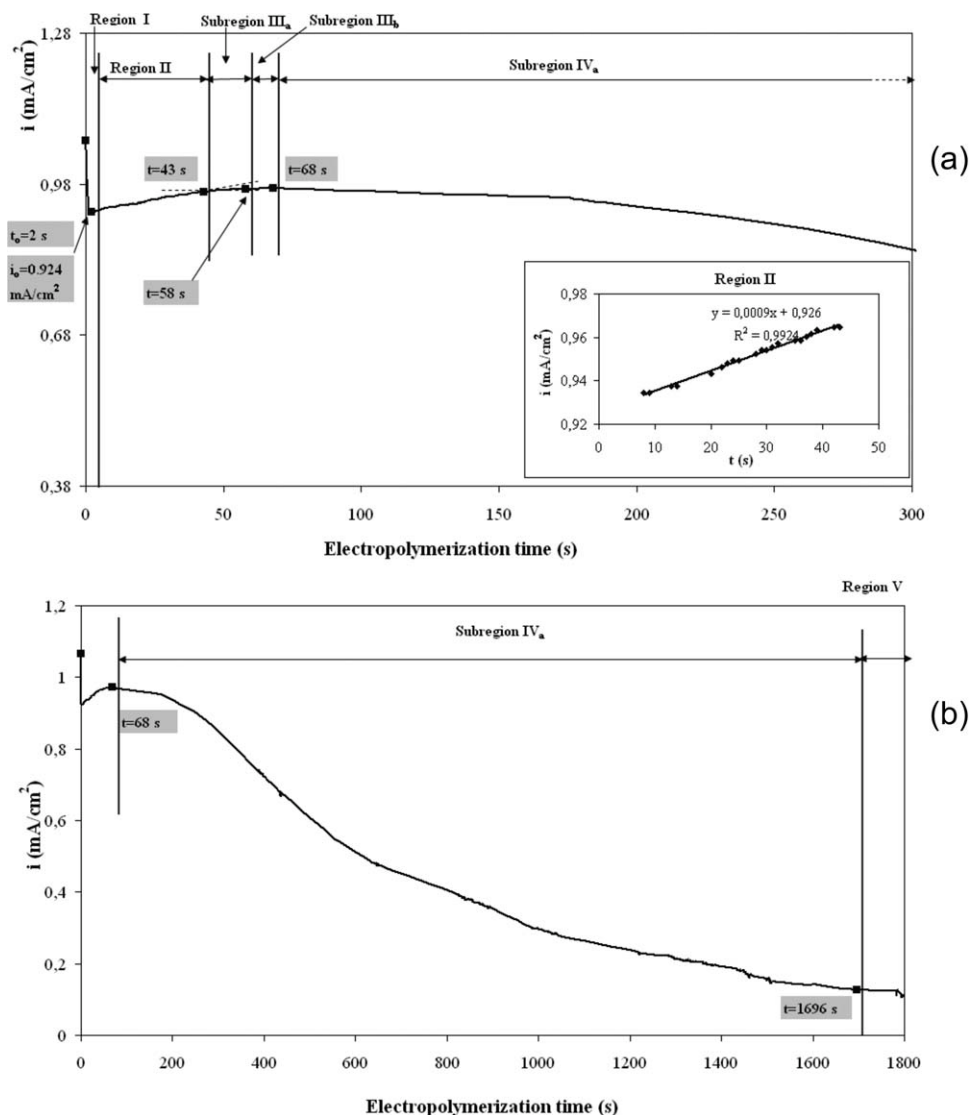 Region I
Subregion IIIₐ
Subregion III_b
Region II
Subregion IVₐ
1,28
0,98
0,68
0,38
i (mA/cm²)
t=43 s
t=68 s
t₀=2 s
i₀=0.924
mA/cm²
t=58 s
(a)
Region II
y = 0,0009x + 0,926
R² = 0,9924
0,98
0,96
0,94
0,92
i (mA/cm²)
0 10 20 30 40 50
t (s)
0 50 100 150 200 250 300
Electropolymerization time (s)
Region V
Subregion IVₐ
1,2
1
0,8
0,6
0,4
0,2
0
i (mA/cm²)
t=68 s
(b)
t=1696 s
0 200 400 600 800 1000 1200 1400 1600 1800
Electropolymerization time (s)